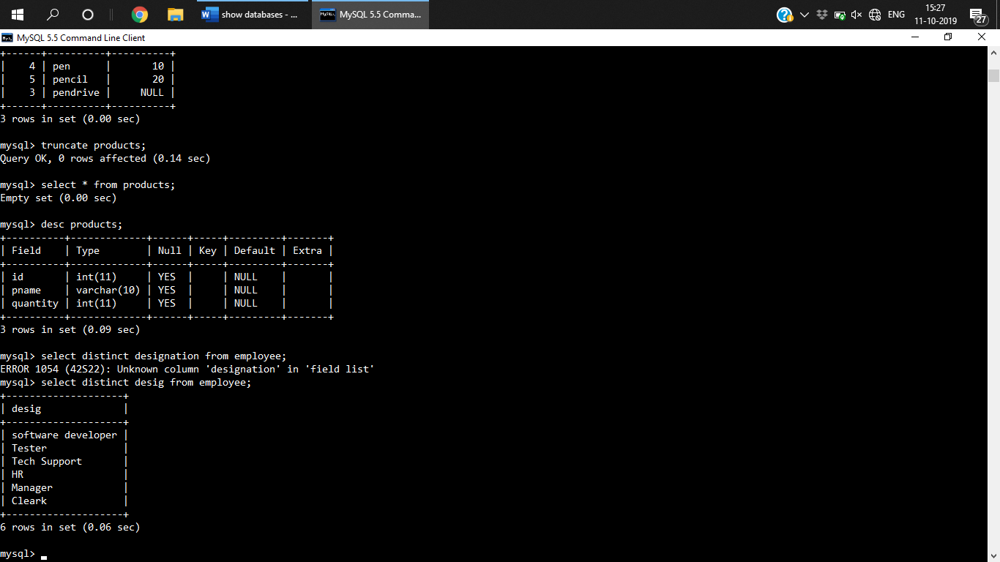 show databases - ...
MySQL 5.5 Comma...
ENG
15:27
11-10-2019
27
MySQL 5.5 Command Line Client
+------+----------+----------+
|    4 | pen      |       10 |
|    5 | pencil   |       20 |
|    3 | pendrive |     NULL |
+------+----------+----------+
3 rows in set (0.00 sec)
mysql> truncate products;
Query OK, 0 rows affected (0.14 sec)
mysql> select * from products;
Empty set (0.00 sec)
mysql> desc products;
+----------+-------------+------+-----+---------+-------+
| Field    | Type        | Null | Key | Default | Extra |
+----------+-------------+------+-----+---------+-------+
| id       | int(11)     | YES  |     | NULL    |       |
| pname    | varchar(10) | YES  |     | NULL    |       |
| quantity | int(11)     | YES  |     | NULL    |       |
+----------+-------------+------+-----+---------+-------+
3 rows in set (0.09 sec)
mysql> select distinct designation from employee;
ERROR 1054 (42S22): Unknown column 'designation' in 'field list'
mysql> select distinct desig from employee;
+--------------------+
| desig              |
+--------------------+
| software developer |
| Tester             |
| Tech Support       |
| HR                 |
| Manager            |
| Cleark             |
+--------------------+
6 rows in set (0.06 sec)
mysql>